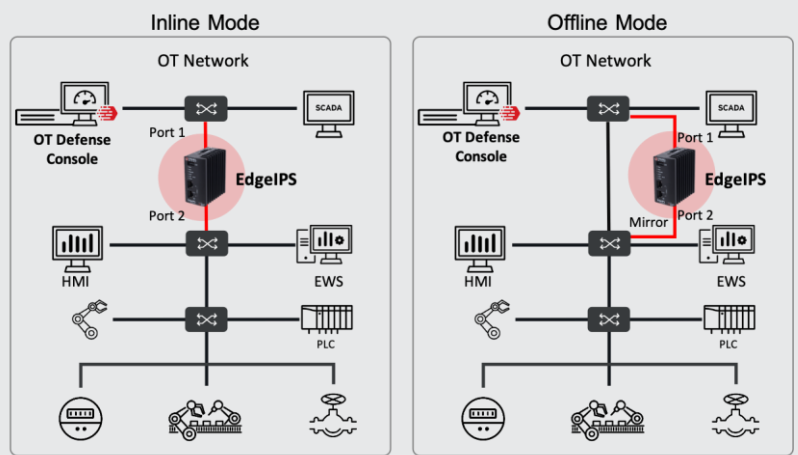 Inline Mode
OT Network
SCADA
OT Defense
Console
Port 1
EdgeIPS
Port 2
HMI
EWS
PLC
Offline Mode
OT Network
SCADA
OT Defense
Console
Port 1
EdgeIPS
Port 2
Mirror
HMI
EWS
PLC